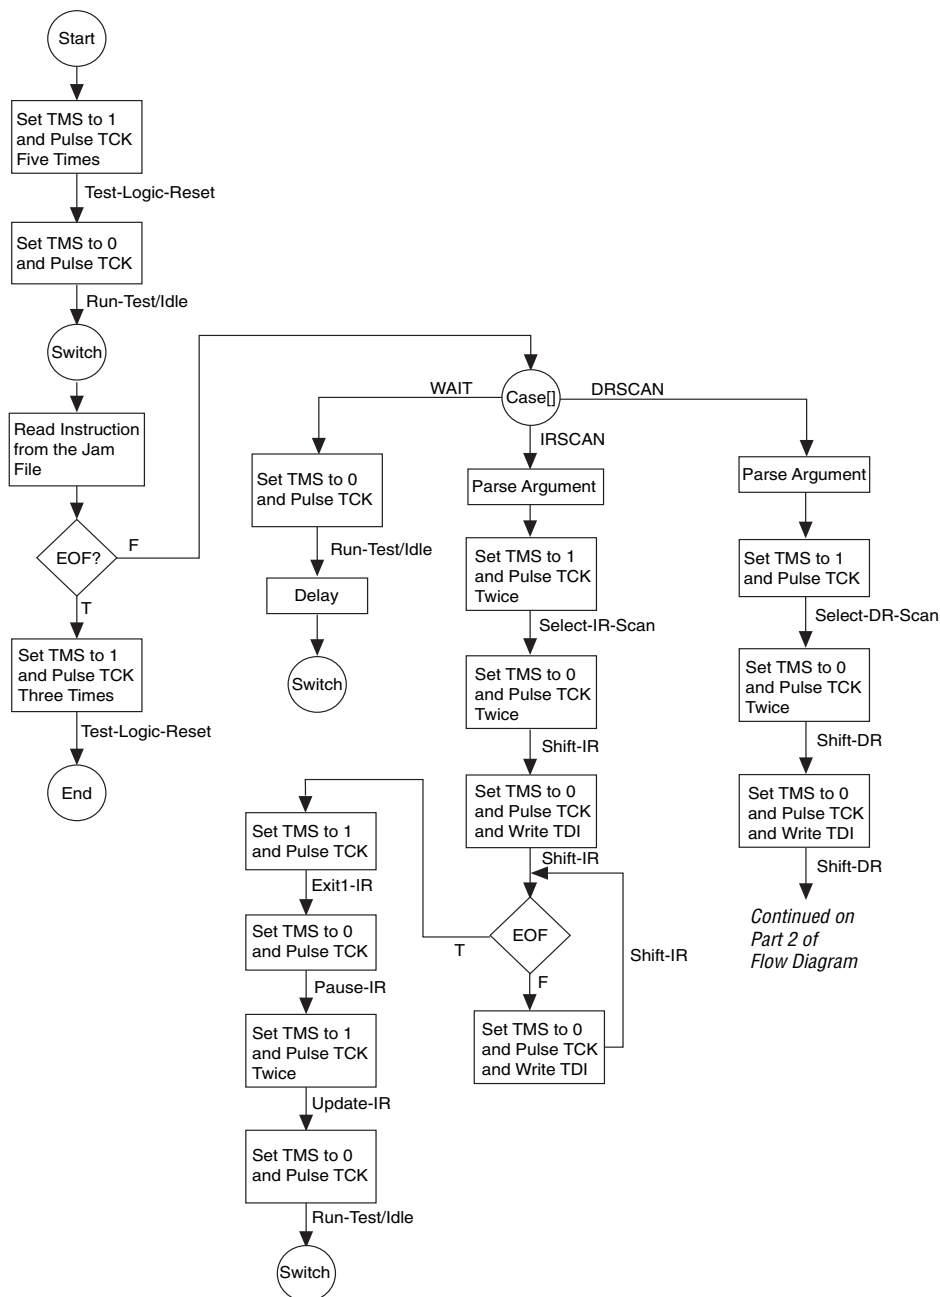 Start
Set TMS to 1
and Pulse TCK
Five Times
Test-Logic-Reset
Set TMS to 0
and Pulse TCK
Run-Test/Idle
Switch
Read Instruction
from the Jam
File
EOF?
F
T
Set TMS to 1
and Pulse TCK
Three Times
Test-Logic-Reset
End
Case[]
WAIT
Set TMS to 0
and Pulse TCK
Run-Test/Idle
Delay
Switch
IRSCAN
Parse Argument
Set TMS to 1
and Pulse TCK
Twice
Select-IR-Scan
Set TMS to 0
and Pulse TCK
Twice
Shift-IR
Set TMS to 0
and Pulse TCK
and Write TDI
Shift-IR
EOF
T
F
Set TMS to 0
and Pulse TCK
and Write TDI
Shift-IR
Set TMS to 1
and Pulse TCK
Exit1-IR
Set TMS to 0
and Pulse TCK
Pause-IR
Set TMS to 1
and Pulse TCK
Twice
Update-IR
Set TMS to 0
and Pulse TCK
Run-Test/Idle
Switch
DRSCAN
Parse Argument
Set TMS to 1
and Pulse TCK
Select-DR-Scan
Set TMS to 0
and Pulse TCK
Twice
Shift-DR
Set TMS to 0
and Pulse TCK
and Write TDI
Shift-DR
Continued on
Part 2 of
Flow Diagram